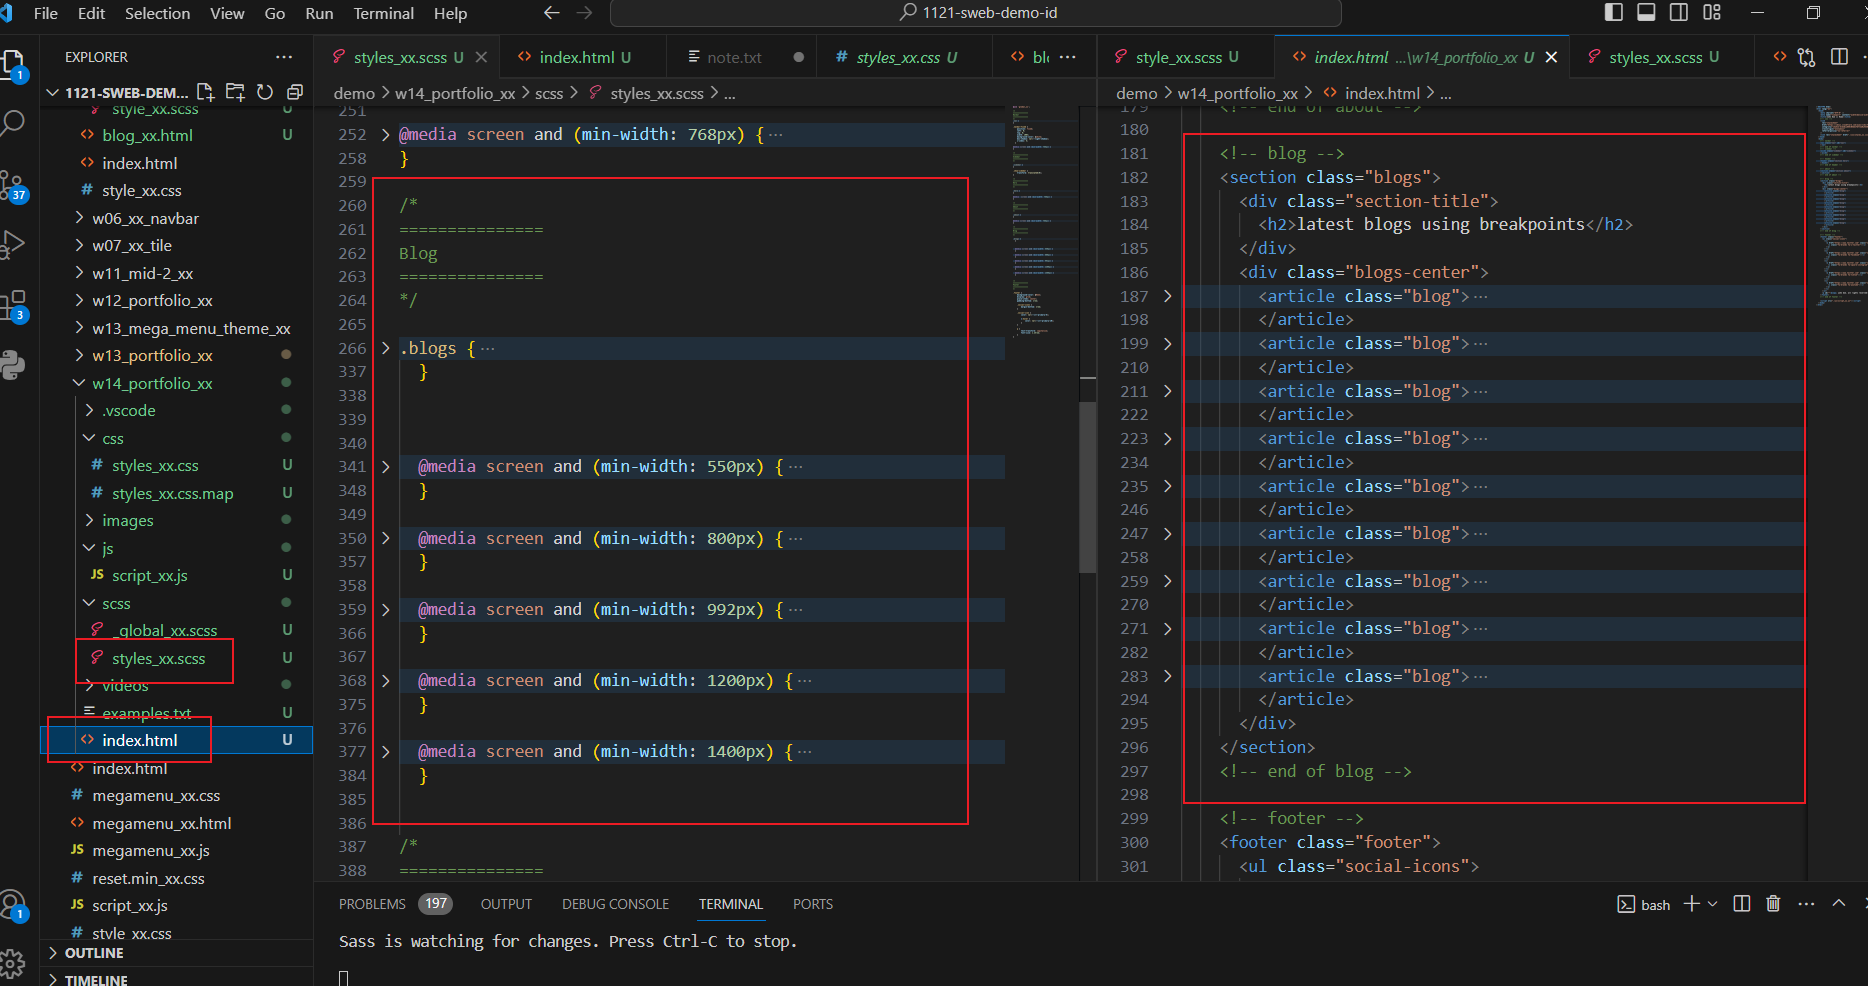 File Edit Selection View Go Run Terminal Help
1121-sweb-demo-id
EXPLORER
1121-SWEB-DEM...
style_xx.scss U
blog_xx.html U
index.html
style_xx.css
w06_xx_navbar
w07_xx_tile
w11_mid-2_xx
w12_portfolio_xx
w13_mega_menu_theme_xx
w13_portfolio_xx
w14_portfolio_xx
.vscode
css
styles_xx.css U
styles_xx.css.map U
images
js
JS script_xx.js U
scss
_global_xx.scss U
styles_xx.scss U
videos
examples.txt U
index.html U
index.html
megamenu_xx.css
megamenu_xx.html
JS megamenu_xx.js
reset.min_xx.css
JS script_xx.js
style_xx.css
OUTLINE
TIMELINE
1
37
3
1
styles_xx.scss U
index.html U
note.txt
styles_xx.css U
blo
demo > w14_portfolio_xx > scss > styles_xx.scss > ...
251
252 @media screen and (min-width: 768px) { ...
258 }
259
260 /*
261 ===============
262 Blog
263 ===============
264 */
265
266 .blogs { ...
337 }
338
339
340
341 @media screen and (min-width: 550px) { ...
348 }
349
350 @media screen and (min-width: 800px) { ...
357 }
358
359 @media screen and (min-width: 992px) { ...
366 }
367
368 @media screen and (min-width: 1200px) { ...
375 }
376
377 @media screen and (min-width: 1400px) { ...
384 }
385
386
387 /*
388 ===============
style_xx.scss U
index.html ...\w14_portfolio_xx U
styles_xx.scss U
demo > w14_portfolio_xx > index.html > ...
179 <!-- end of about -->
180
181 <!-- blog -->
182 <section class="blogs">
183 <div class="section-title">
184 <h2>latest blogs using breakpoints</h2>
185 </div>
186 <div class="blogs-center">
187 <article class="blog"> ...
198 </article>
199 <article class="blog"> ...
210 </article>
211 <article class="blog"> ...
222 </article>
223 <article class="blog"> ...
234 </article>
235 <article class="blog"> ...
246 </article>
247 <article class="blog"> ...
258 </article>
259 <article class="blog"> ...
270 </article>
271 <article class="blog"> ...
282 </article>
283 <article class="blog"> ...
294 </article>
295 </div>
296 </section>
297 <!-- end of blog -->
298
299 <!-- footer -->
300 <footer class="footer">
301 <ul class="social-icons">
PROBLEMS 197 OUTPUT DEBUG CONSOLE TERMINAL PORTS
bash
Sass is watching for changes. Press Ctrl-C to stop.